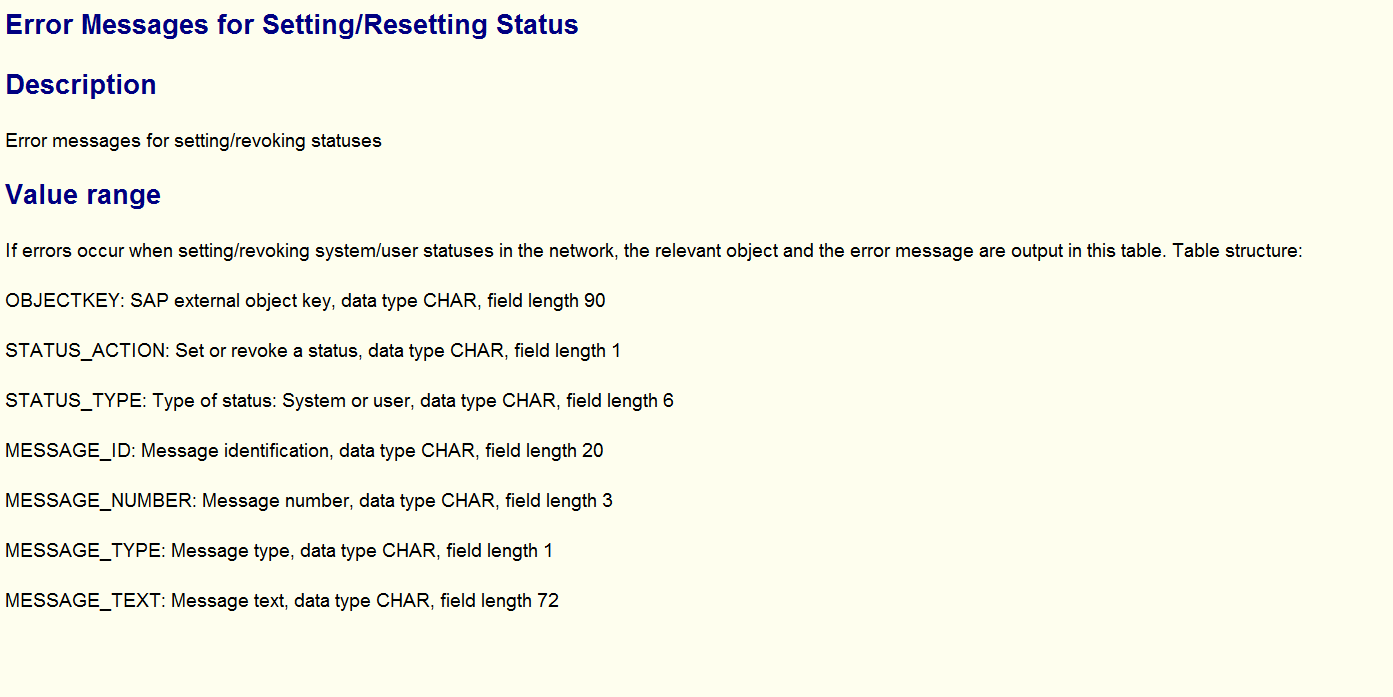 Error Messages for Setting/Resetting Status
Description
Error messages for setting/revoking statuses
Value range
If errors occur when setting/revoking system/user statuses in the network, the relevant object and the error message are output in this table. Table structure:
OBJECTKEY: SAP external object key, data type CHAR, field length 90
STATUS_ACTION: Set or revoke a status, data type CHAR, field length 1
STATUS_TYPE: Type of status: System or user, data type CHAR, field length 6
MESSAGE_ID: Message identification, data type CHAR, field length 20
MESSAGE_NUMBER: Message number, data type CHAR, field length 3
MESSAGE_TYPE: Message type, data type CHAR, field length 1
MESSAGE_TEXT: Message text, data type CHAR, field length 72